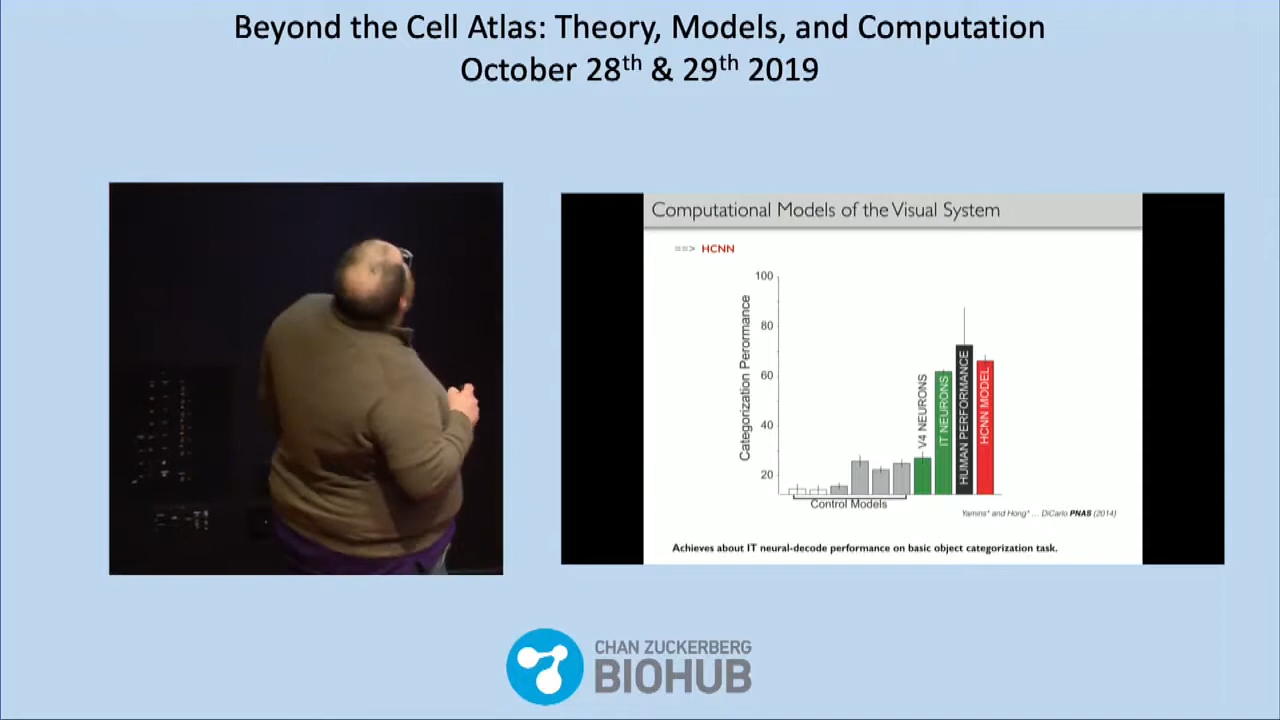 Beyond the Cell Atlas: Theory, Models, and Computation
October 28th & 29th 2019
Computational Models of the Visual System
==> HCNN
100
80
60
40
20
Categorization Perormance
V4 NEURONS
IT NEURONS
HUMAN PERFORMANCE
HCNN MODEL
Control Models
Yamins* and Hong* ... DiCarlo PNAS (2014)
Achieves about IT neural-decode performance on basic object categorization task.
CHAN ZUCKERBERG
BIOHUB